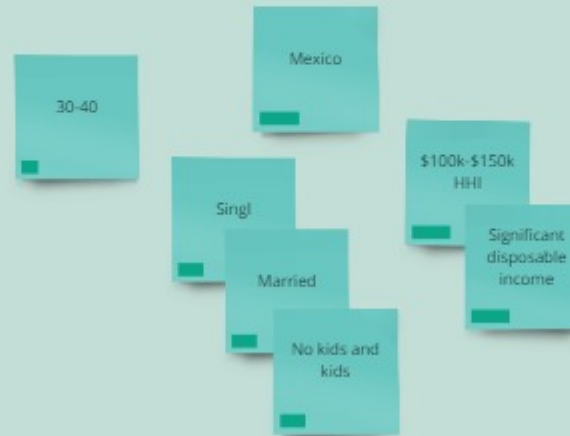 Mexico
30-40
$100k-$150k
HHI
Singl
Significant
disposable
income
Married
No kids and
kids